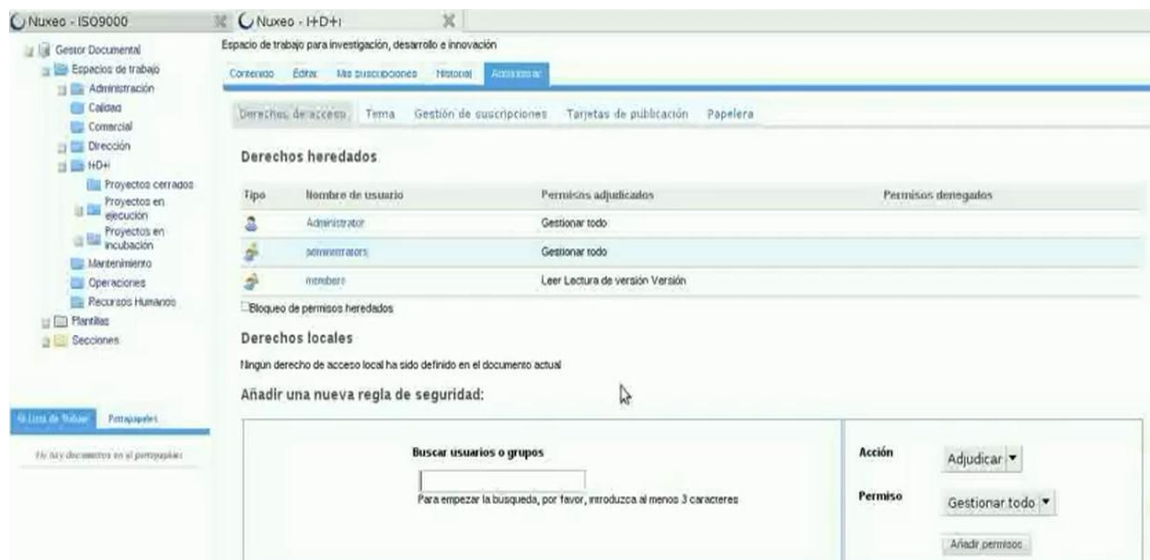 Nuxeo - ISO9000
Nuxeo - I+D+i
Gestor Documental
Espacios de trabajo
Administración
Calidad
Comercial
Dirección
I+D+i
Proyectos cerrados
Proyectos en
ejecución
Proyectos en
incubación
Mantenimiento
Operaciones
Recursos Humanos
Plantillas
Secciones
Lista de Trabajo Portapapeles
No hay documentos en el portapapeles
Espacio de trabajo para investigación, desarrollo e innovación
Contenido Editar Mis suscripciones Historial Administrar
Derechos de acceso Tema Gestión de suscripciones Tarjetas de publicación Papelera
Derechos heredados
Tipo Nombre de usuario Permisos adjudicados Permisos denegados
Administrator Gestionar todo
administrators Gestionar todo
members Leer Lectura de versión Versión
Bloqueo de permisos heredados
Derechos locales
Ningún derecho de acceso local ha sido definido en el documento actual
Añadir una nueva regla de seguridad:
Buscar usuarios o grupos
Para empezar la búsqueda, por favor, introduzca al menos 3 caracteres
Acción Adjudicar
Permiso Gestionar todo
Añadir permisos